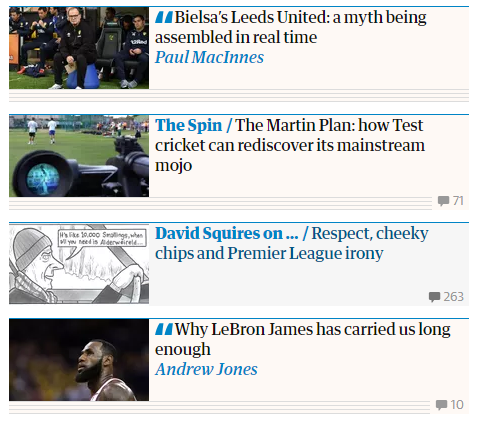 Bielsa's Leeds United: a myth being
assembled in real time
Paul MacInnes
The Spin / The Martin Plan: how Test
cricket can rediscover its mainstream
mojo
71
It's like 10,000 Smallings, when
all you need is Alderweireld...
David Squires on ... / Respect, cheeky
chips and Premier League irony
263
Why LeBron James has carried us long
enough
Andrew Jones
10